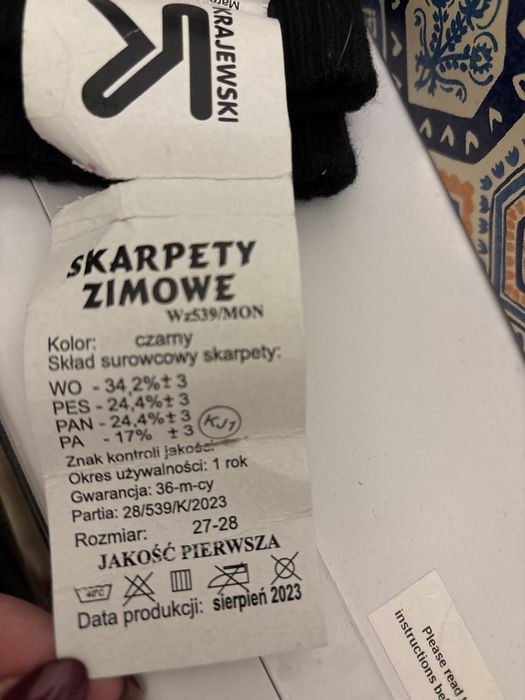 KRAJEWSKI
SKARPETY
ZIMOWE
Wz539/MON
Kolor: czarny
Skład surowcowy skarpety:
WO - 34,2%± 3
PES - 24,4%± 3
PAN - 24,4%± 3
PA - 17% ± 3 KJ1
Znak kontroli jakości:
Okres używalności: 1 rok
Gwarancja: 36-m-cy
Partia: 28/539/K/2023
Rozmiar: 27-28
JAKOŚĆ PIERWSZA
40°C
Data produkcji: sierpień 2023
Please read
instructions